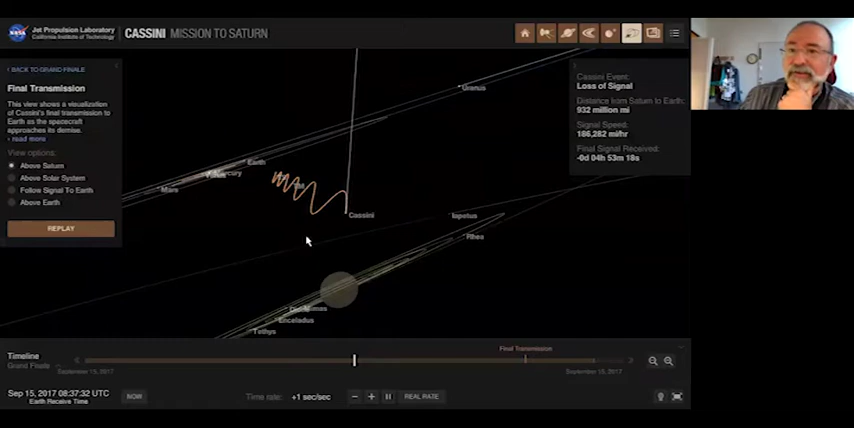 NASA
Jet Propulsion Laboratory
California Institute of Technology
CASSINI MISSION TO SATURN
‹ BACK TO GRAND FINALE
Final Transmission
This view shows a visualization
of Cassini's final transmission to
Earth as the spacecraft
approaches its demise.
› read more
View options:
Above Saturn
Above Solar System
Follow Signal To Earth
Above Earth
REPLAY
Uranus
Earth
Mars
Cassini
Iapetus
Rhea
Enceladus
Tethys
Cassini Event:
Loss of Signal
Distance from Saturn to Earth:
932 million mi
Signal Speed:
186,282 mi/hr
Final Signal Received:
-0d 04h 53m 18s
Final Transmission
Timeline
Grand Finale
September 15, 2017
September 15, 2017
Sep 15, 2017 08:37:32 UTC
Earth Receive Time
NOW
Time rate: +1 sec/sec
REAL RATE